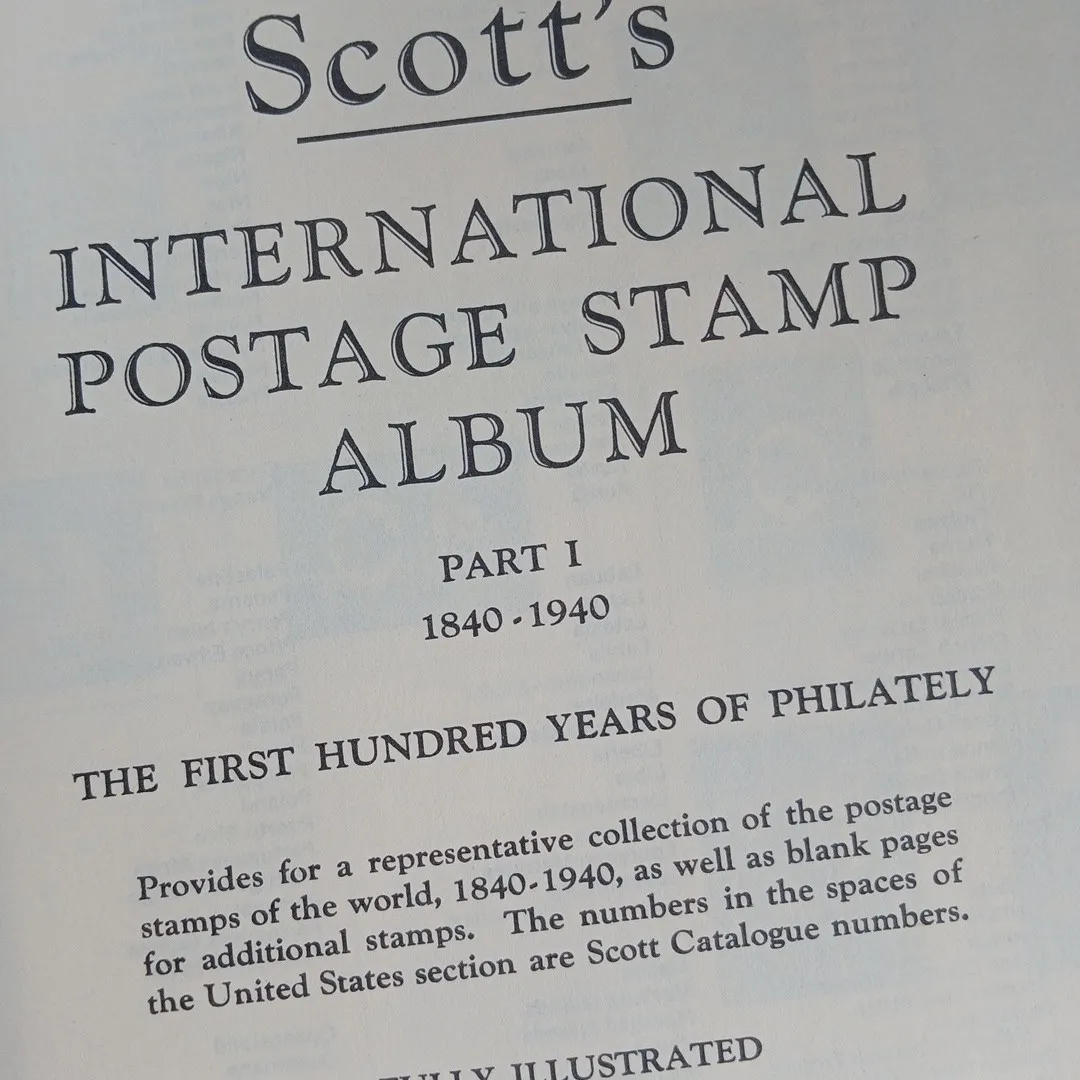 Scott's
INTERNATIONAL
POSTAGE STAMP
ALBUM
PART I
1840-1940
THE FIRST HUNDRED YEARS OF PHILATELY
Provides for a representative collection of the postage
stamps of the world, 1840-1940, as well as blank pages
for additional stamps. The numbers in the spaces of
the United States section are Scott Catalogue numbers.
FULLY ILLUSTRATED